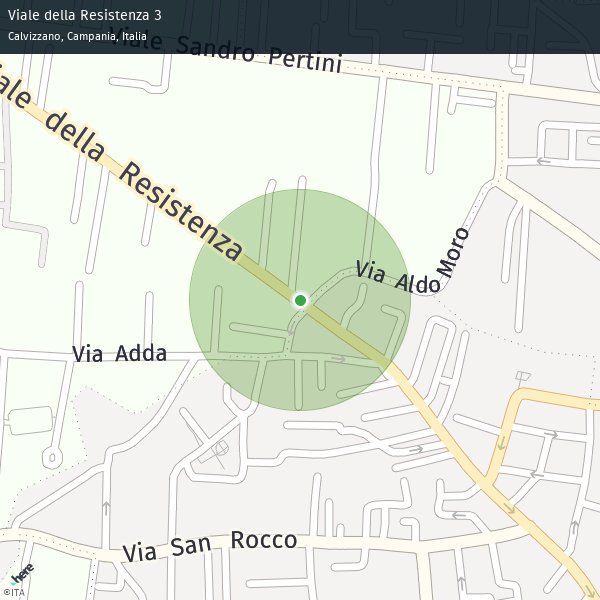 Viale della Resistenza 3
Calvizzano, Campania, Italia
Viale Sandro Pertini
Viale della Resistenza
Via Aldo Moro
Via Adda
Via San Rocco
here
©ITA